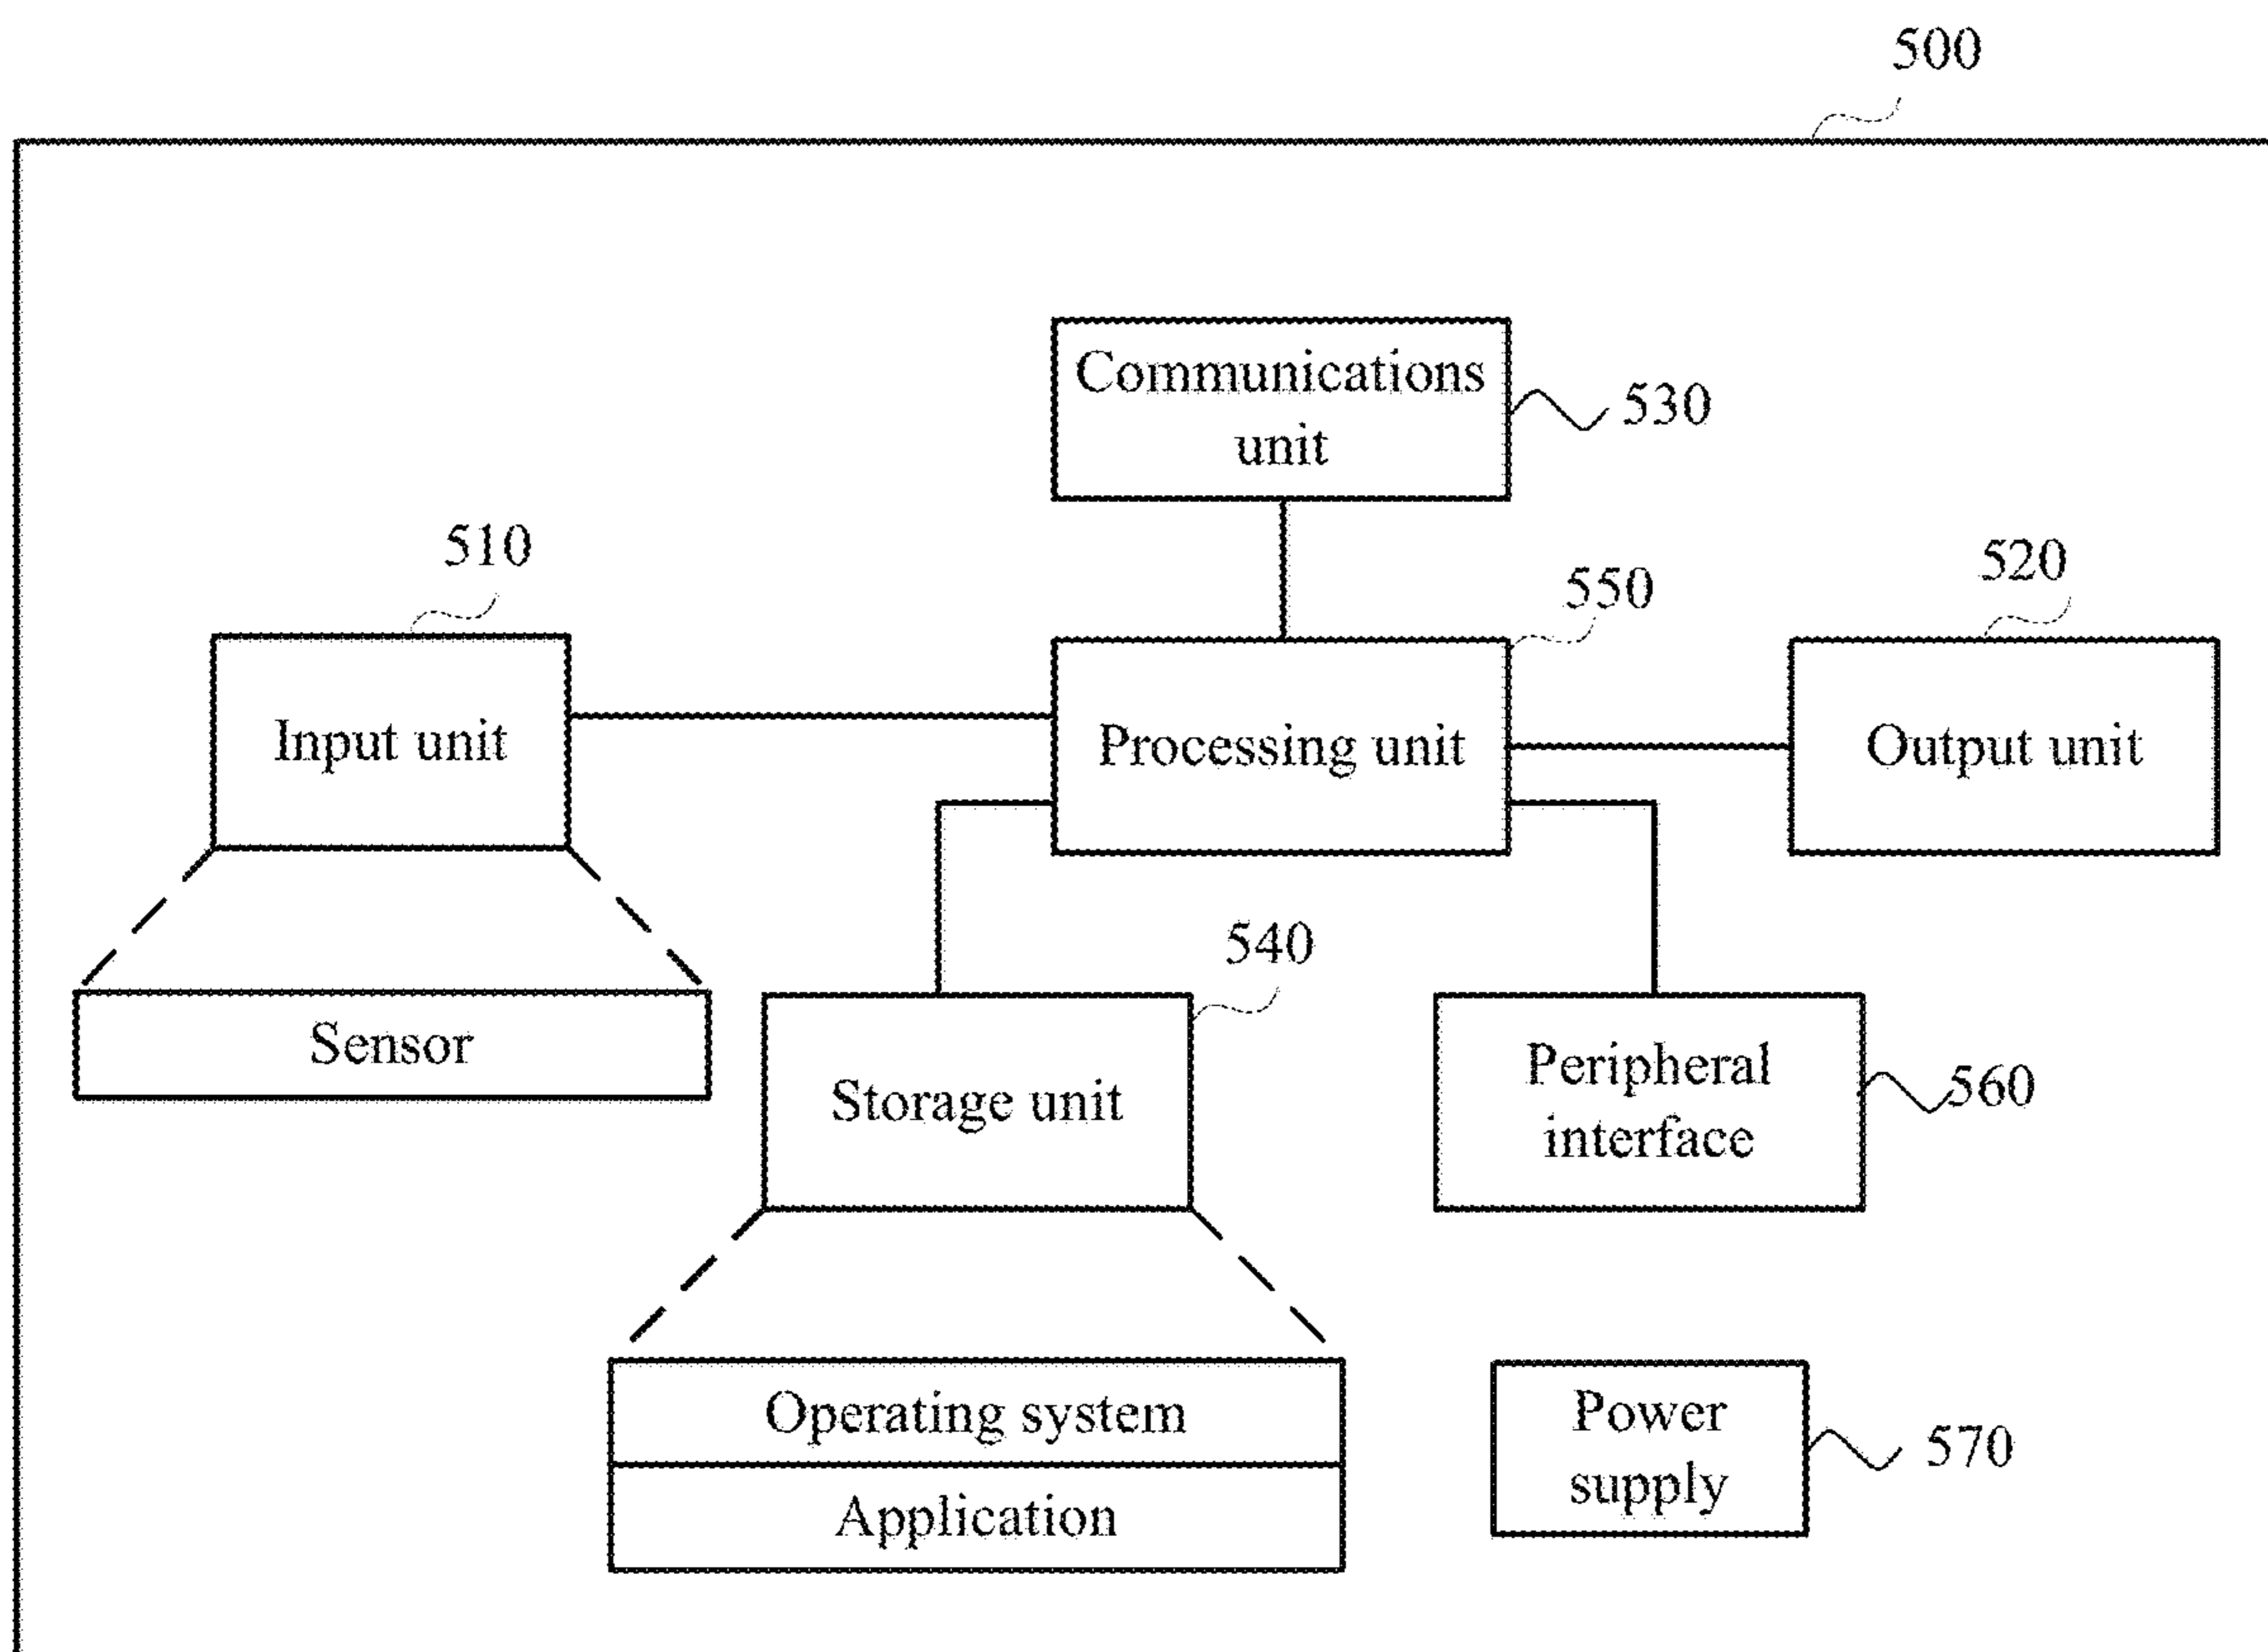 500
Communications
unit
530
510
550
520
Input unit
Processing unit
Output unit
540
Sensor
Storage unit
Peripheral
interface
560
Operating system
Application
Power
supply
570